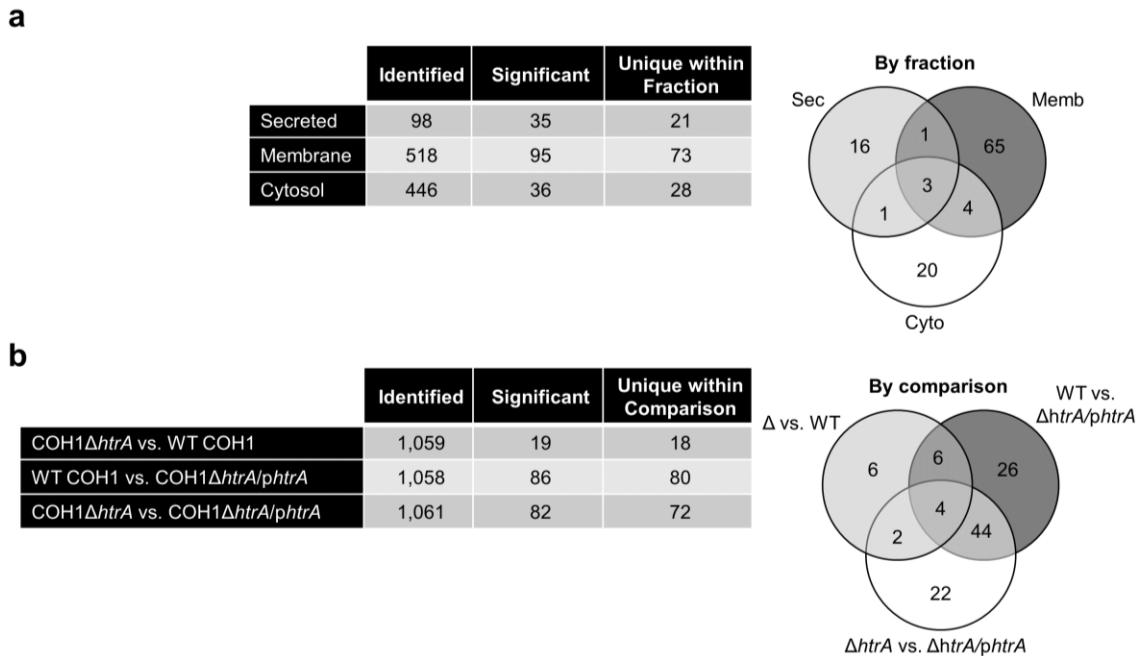 a
Identified Significant Unique within
Fraction
Secreted 98 35 21
Membrane 518 95 73
Cytosol 446 36 28
By fraction
Sec
Memb
16
1
65
3
1
4
20
Cyto
b
Identified Significant Unique within
Comparison
COH1ΔhtrA vs. WT COH1 1,059 19 18
WT COH1 vs. COH1ΔhtrA/phtrA 1,058 86 80
COH1ΔhtrA vs. COH1ΔhtrA/phtrA 1,061 82 72
By comparison
Δ vs. WT
WT vs.
ΔhtrA/phtrA
6
6
26
4
2
44
22
ΔhtrA vs. ΔhtrA/phtrA